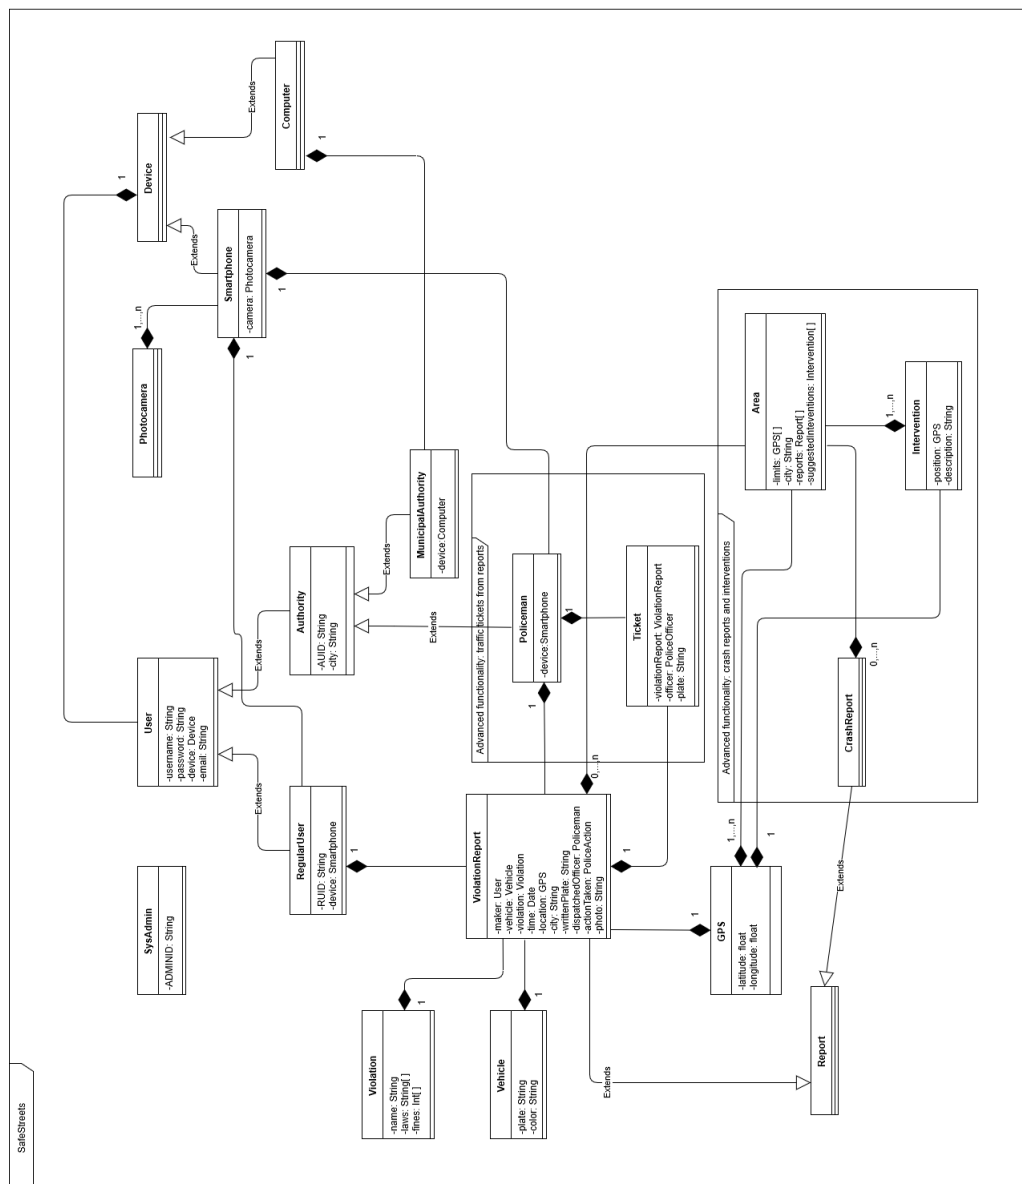 SafeStreets
SysAdmin
-ADMINID: String
User
-username: String
-password: String
-device: Device
-email: String
Photocamera
1,...,n
Device
1
Extends
Extends
Smartphone
-camera: Photocamera
1
1
Computer
Extends
1
Extends
Extends
RegularUser
-RUID: String
-device: Smartphone
1
Authority
-AUID: String
-city: String
Extends
Extends
MunicipalAuthority
-device:Computer
Violation
-name: String
-laws: String[ ]
-fines: Int[ ]
1
Vehicle
-plate: String
-color: String
1
ViolationReport
-maker: User
-vehicle: Vehicle
-violation: Violation
-time: Date
-location: GPS
-city: String
-writtenPlate: String
-dispatchedOfficer: Policeman
-actionTaken: PoliceAction
-photo: String
0,...,n
1
Advanced functionality: traffic tickets from reports
Policeman
-device:Smartphone
1
1
Ticket
-violationReport: ViolationReport
-officer: PoliceOfficer
-plate: String
Extends
Report
GPS
-latitude: float
-longitude: float
1
1,...,n
1
Extends
Advanced functionality: crash reports and interventions
Area
-limits: GPS[ ]
-city: String
-reports: Report[ ]
-suggestedInteventions: Intervention[ ]
1,...,n
CrashReport
0,...,n
Intervention
-position: GPS
-description: String